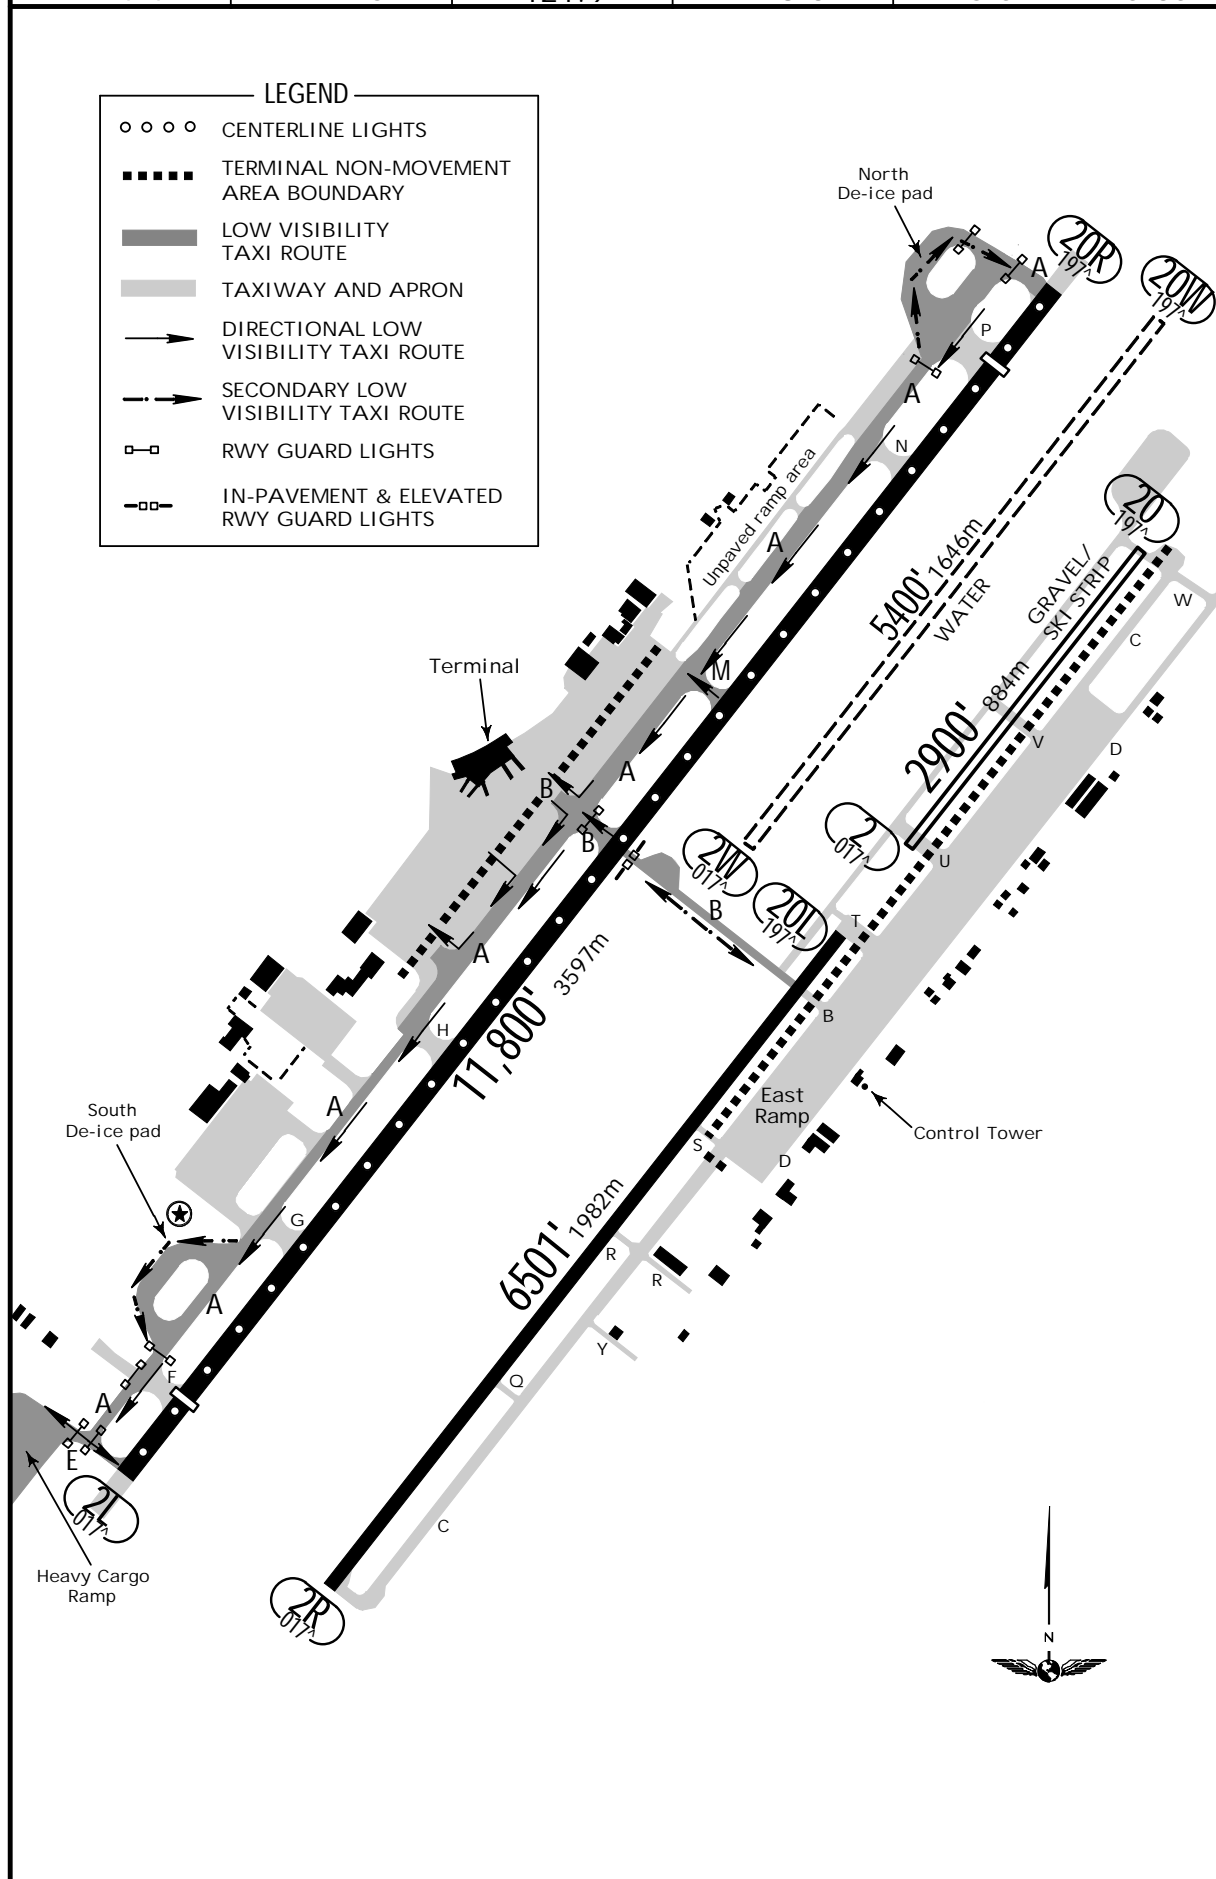 LEGEND
CENTERLINE LIGHTS
TERMINAL NON-MOVEMENT
AREA BOUNDARY
LOW VISIBILITY
TAXI ROUTE
TAXIWAY AND APRON
DIRECTIONAL LOW
VISIBILITY TAXI ROUTE
SECONDARY LOW
VISIBILITY TAXI ROUTE
RWY GUARD LIGHTS
IN-PAVEMENT & ELEVATED
RWY GUARD LIGHTS
North
De-ice pad
A
20R
197^
20W
197^
P
A
N
Unpaved ramp area
A
20
197^
5400' 1646m
WATER
GRAVEL/
SKI STRIP
W
C
Terminal
M
2900' 884m
V
D
A
B
B
2
017^
2W
017^
U
20L
197^
B
T
A
3597m
11,800'
H
B
East
Ramp
Control Tower
A
South
De-ice pad
S
D
G
6501' 1982m
R
R
A
Y
F
Q
A
E
2L
017^
C
Heavy Cargo
Ramp
2R
017^
N